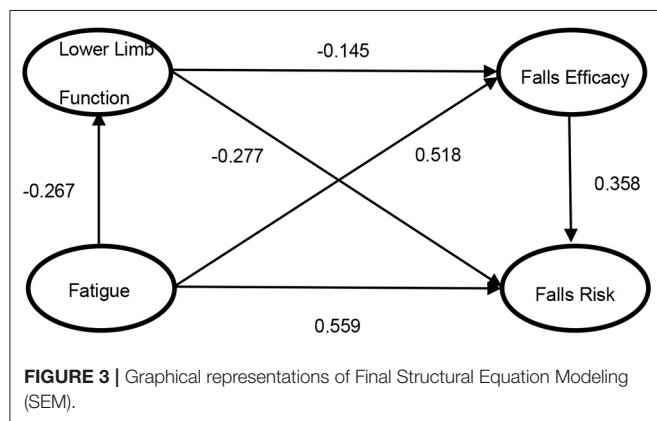 Lower Limb
Function
-0.145
Falls Efficacy
-0.277
0.518
-0.267
0.358
Fatigue
Falls Risk
0.559
FIGURE 3 | Graphical representations of Final Structural Equation Modeling
(SEM).